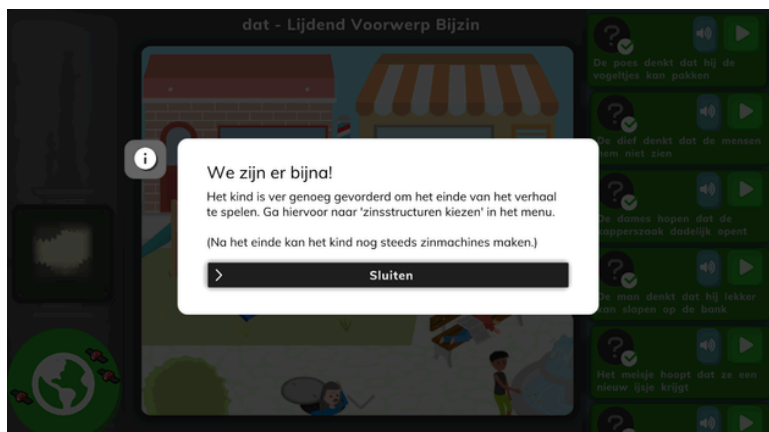 dat - Lijdend Voorwerp Bijzin
We zijn er bijna!
Het kind is ver genoeg gevorderd om het einde van het verhaal
te spelen. Ga hiervoor naar 'zinsstructuren kiezen' in het menu.
(Na het einde kan het kind nog steeds zinmachines maken.)
Sluiten
De poes denkt dat hij de
vogeltjes kan pakken
De dief denkt dat de mensen
hem niet zien
De dames hopen dat de
kapperszaak dadelijk opent
De man denkt dat hij lekker
kan slapen op de bank
Het meisje hoopt dat ze een
nieuw ijsje krijgt